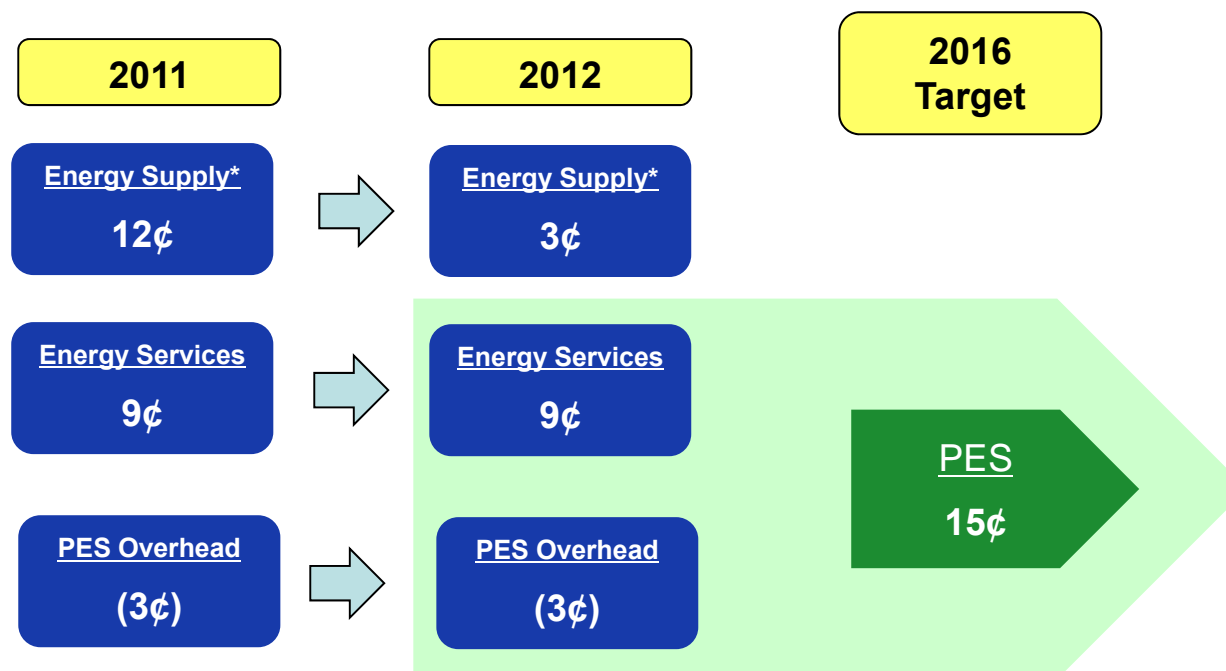 2011
2012
2016
Target
Energy Supply*
12¢
Energy Supply*
3¢
Energy Services
9¢
Energy Services
9¢
PES
15¢
PES Overhead
(3¢)
PES Overhead
(3¢)